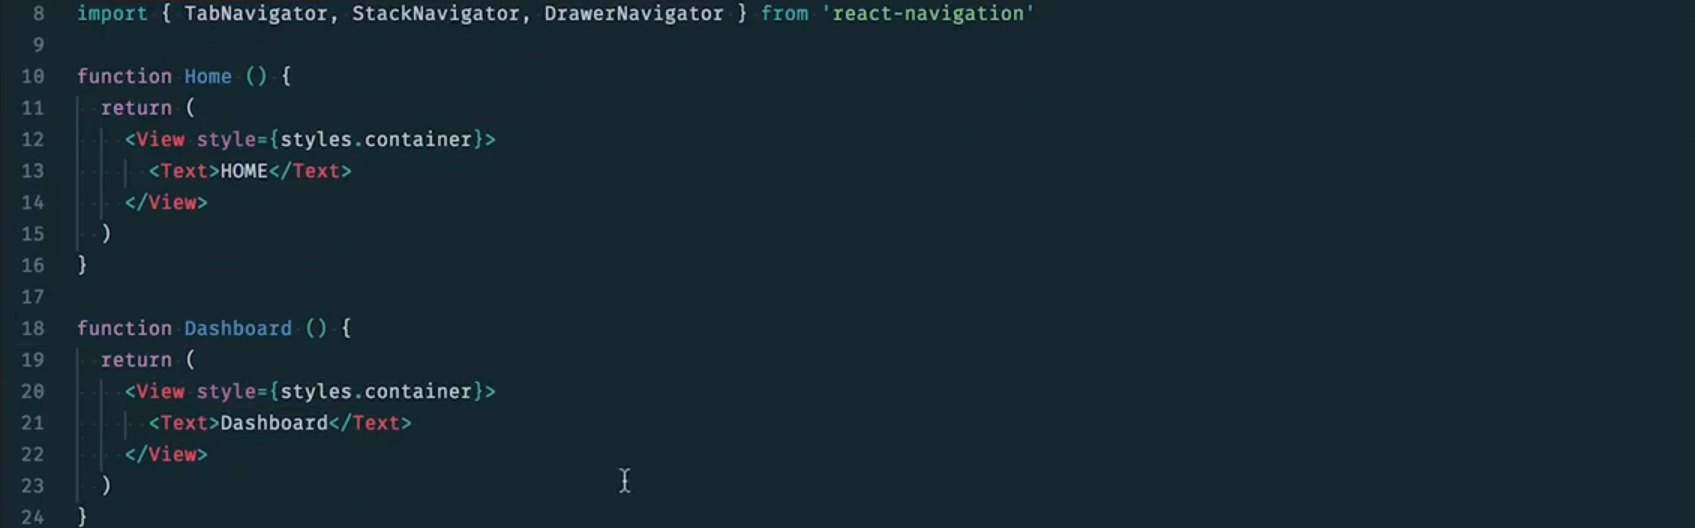 8 import { TabNavigator, StackNavigator, DrawerNavigator } from 'react-navigation'
9
10 function Home () {
11   return (
12     <View style={styles.container}>
13       <Text>HOME</Text>
14     </View>
15   )
16 }
17
18 function Dashboard () {
19   return (
20     <View style={styles.container}>
21       <Text>Dashboard</Text>
22     </View>
23   )
24 }